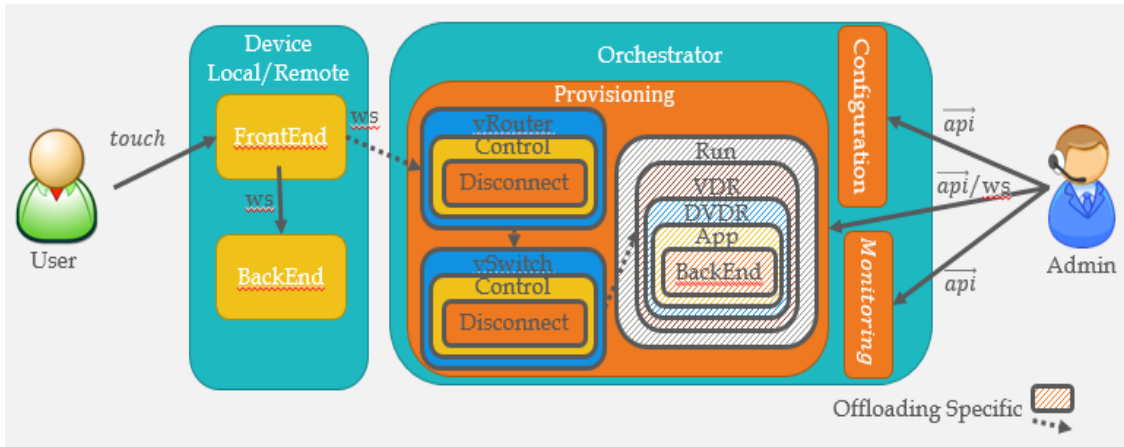 Device
Local/Remote
Orchestrator
Configuration
Provisioning
FrontEnd
ws
touch
vRouter
Control
Disconnect
Run
VDR
DVDR
App
BackEnd
ws
BackEnd
vSwitch
Control
Disconnect
Monitoring
User
api
api/ws
api
Admin
Offloading Specific